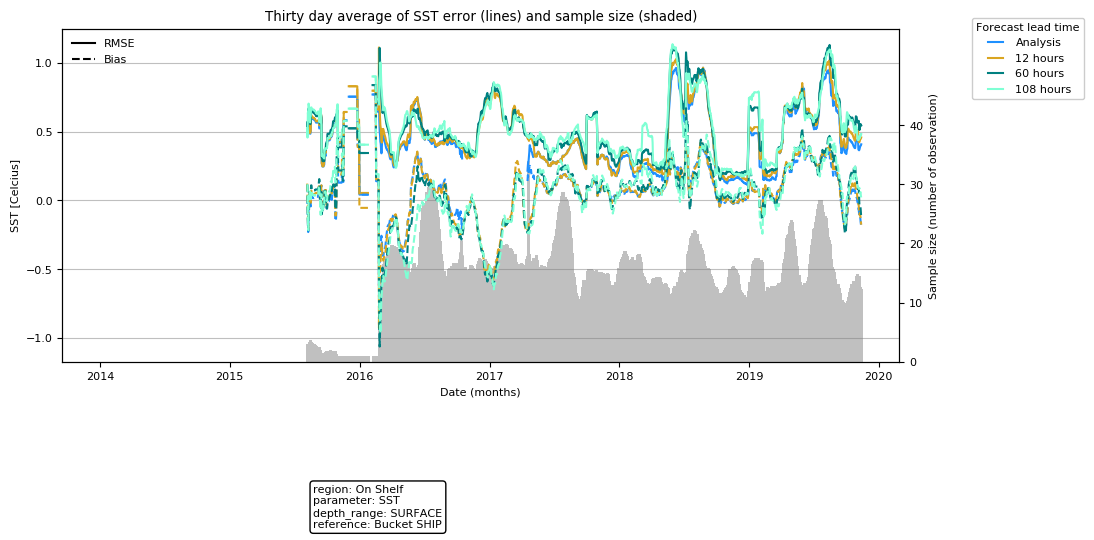 Thirty day average of SST error (lines) and sample size (shaded)
RMSE
Bias
Forecast lead time
Analysis
12 hours
60 hours
108 hours
SST [Celcius]
1.0
0.5
0.0
−0.5
−1.0
Sample size (number of observation)
40
30
20
10
0
2014 2015 2016 2017 2018 2019 2020
Date (months)
region: On Shelf
parameter: SST
depth_range: SURFACE
reference: Bucket SHIP